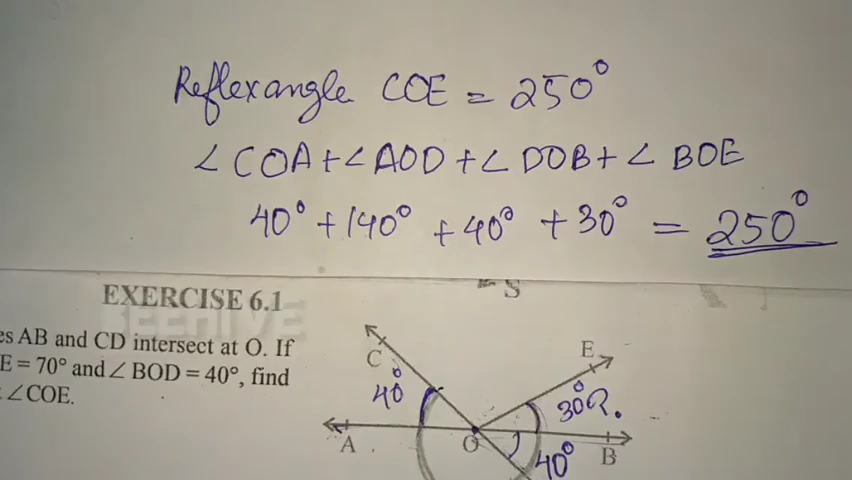 Reflexangle COE = 250°
∠COA+∠AOD+∠DOB+∠BOE
40°+140°+40°+30° = 250°
EXERCISE 6.1
S
es AB and CD intersect at O. If
E = 70° and ∠BOD = 40°, find
∠COE.
C
E
40°
30°
A
O
40°
B